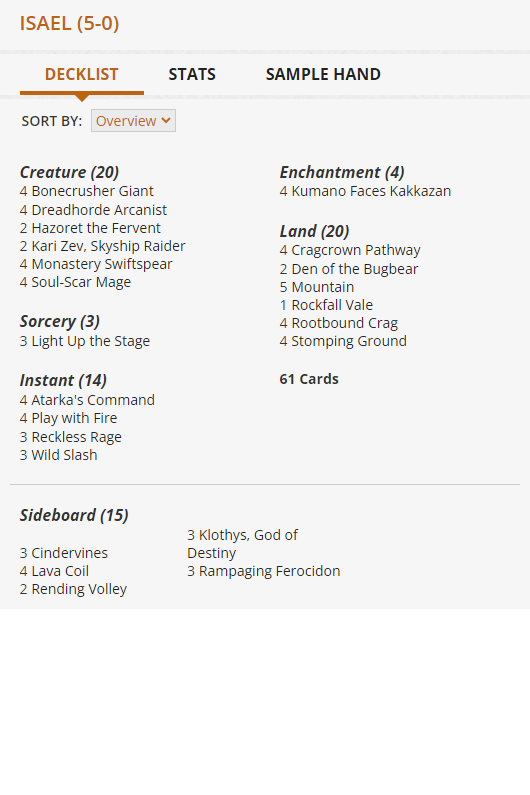 ISAEL (5-0)
DECKLIST STATS SAMPLE HAND
SORT BY: Overview
Creature (20)
4 Bonecrusher Giant
4 Dreadhorde Arcanist
2 Hazoret the Fervent
2 Kari Zev, Skyship Raider
4 Monastery Swiftspear
4 Soul-Scar Mage
Sorcery (3)
3 Light Up the Stage
Instant (14)
4 Atarka's Command
4 Play with Fire
3 Reckless Rage
3 Wild Slash
Enchantment (4)
4 Kumano Faces Kakkazan
Land (20)
4 Cragcrown Pathway
2 Den of the Bugbear
5 Mountain
1 Rockfall Vale
4 Rootbound Crag
4 Stomping Ground
61 Cards
Sideboard (15)
3 Cindervines
4 Lava Coil
2 Rending Volley
3 Klothys, God of
Destiny
3 Rampaging Ferocidon